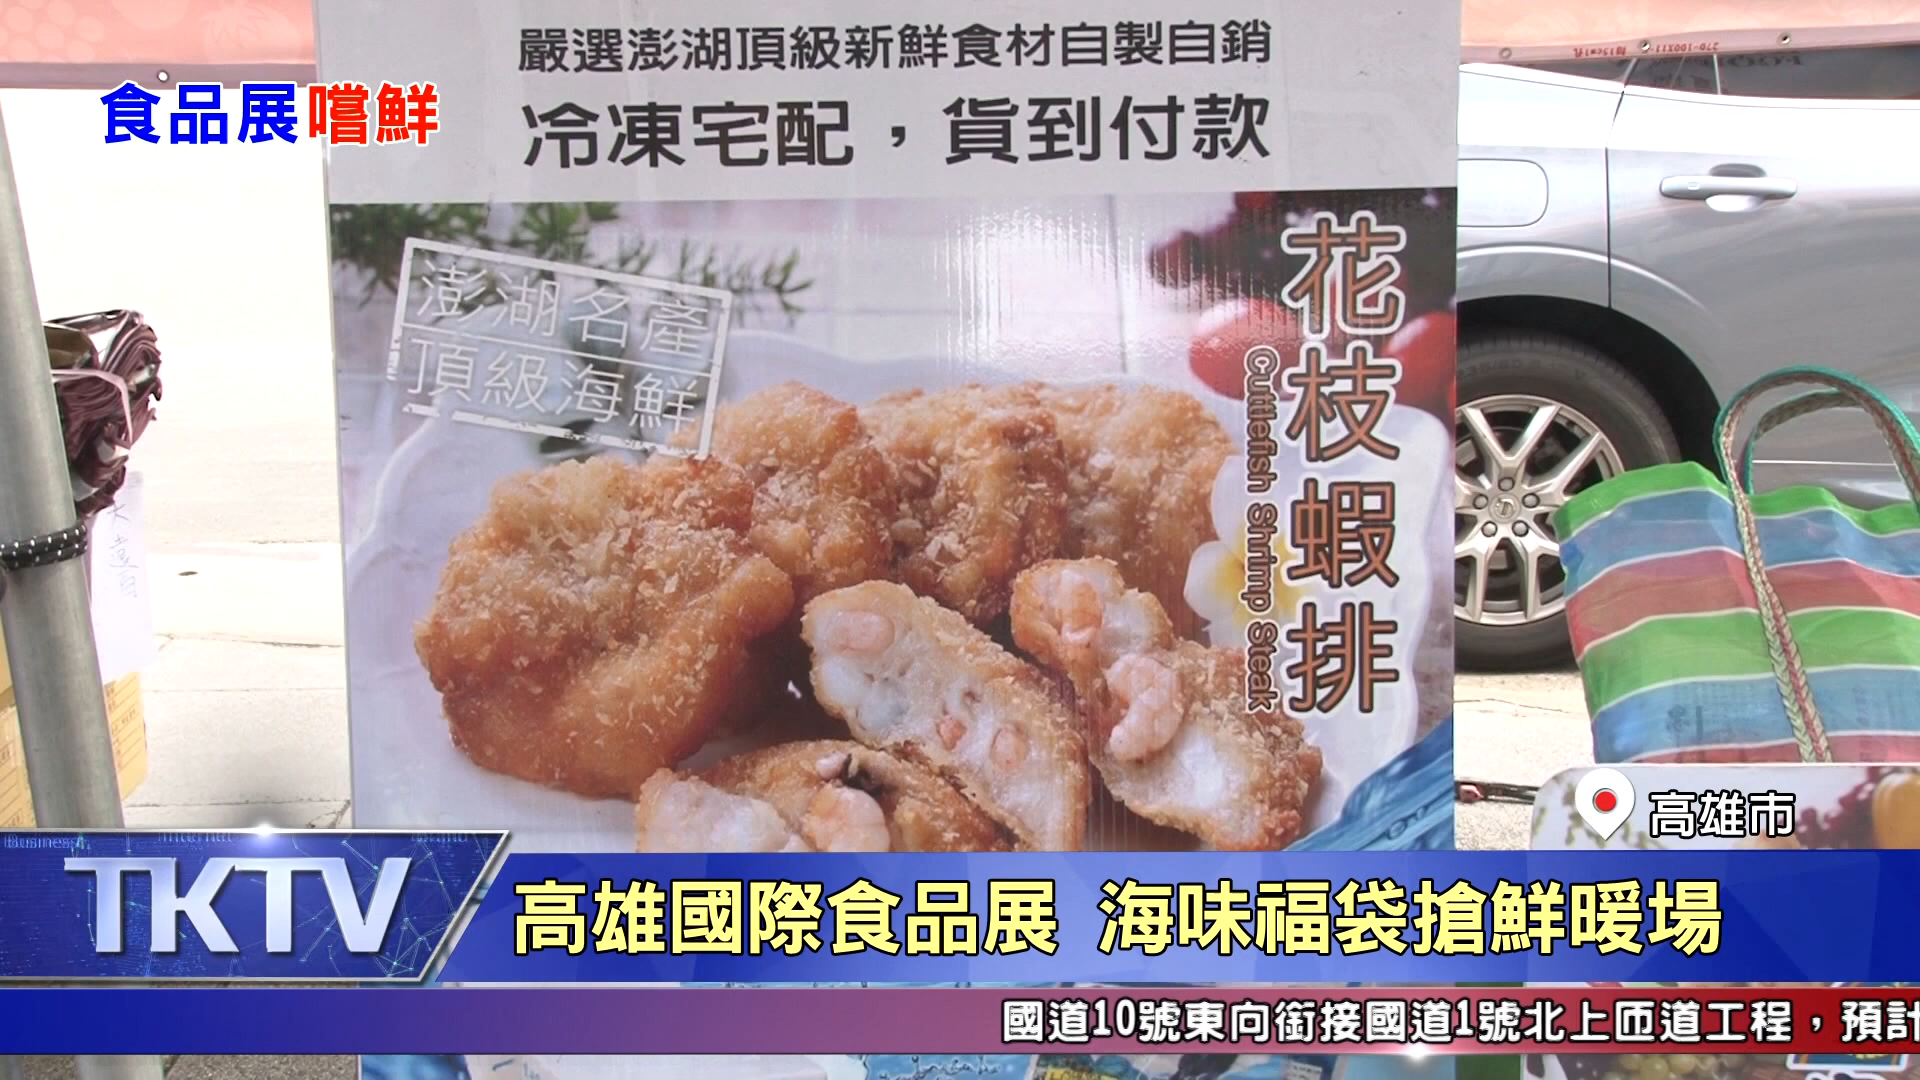 嚴選澎湖頂級新鮮食材自製自銷
食品展嚐鮮
冷凍宅配，貨到付款
澎湖名產
頂級海鮮
花枝蝦排
Cuttlefish Shrimp Steak
高雄市
TKTV
高雄國際食品展 海味福袋搶鮮暖場
國道10號東向銜接國道1號北上匝道工程，預計